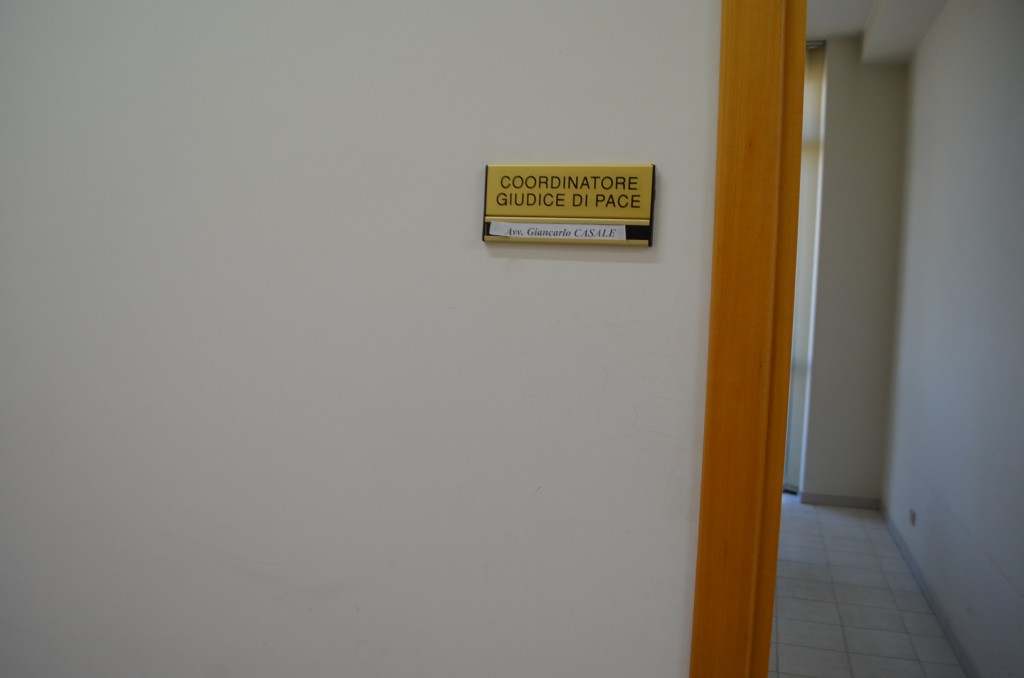 COORDINATORE
GIUDICE DI PACE
Avv. Giancarlo CASALE